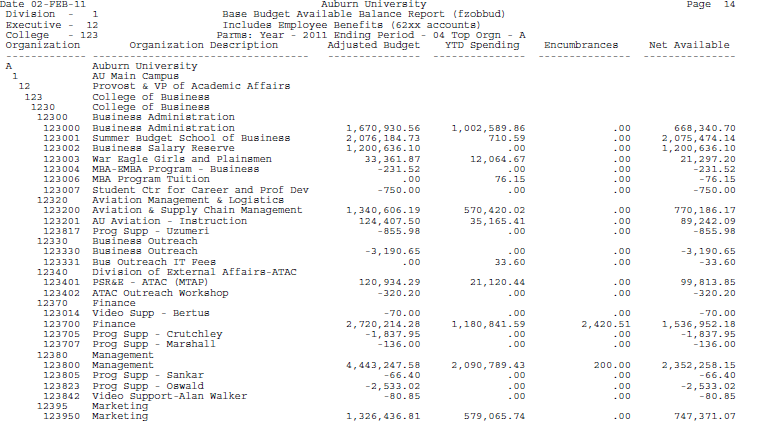 Date 02-FEB-11 Auburn University Page 14
Division - 1 Base Budget Available Balance Report (fzobbud)
Executive - 12 Includes Employee Benefits (62xx accounts)
College - 123 Parms: Year - 2011 Ending Period - 04 Top Orgn - A
Organization Organization Description Adjusted Budget YTD Spending Encumbrances Net Available
A Auburn University
1 AU Main Campus
12 Provost & VP of Academic Affairs
123 College of Business
1230 College of Business
12300 Business Administration
123000 Business Administration 1,670,930.56 1,002,589.86 .00 668,340.70
123001 Summer Budget School of Business 2,076,184.73 710.59 .00 2,075,474.14
123002 Business Salary Reserve 1,200,636.10 .00 .00 1,200,636.10
123003 War Eagle Girls and Plainsmen 33,361.87 12,064.67 .00 21,297.20
123004 MBA-EMBA Program - Business -231.52 .00 .00 -231.52
123006 MBA Program Tuition .00 76.15 .00 -76.15
123007 Student Ctr for Career and Prof Dev -750.00 .00 .00 -750.00
12320 Aviation Management & Logistics
123200 Aviation & Supply Chain Management 1,340,606.19 570,420.02 .00 770,186.17
123201 AU Aviation - Instruction 124,407.50 35,165.41 .00 89,242.09
123817 Prog Supp - Uzumeri -855.98 .00 .00 -855.98
12330 Business Outreach
123330 Business Outreach -3,190.65 .00 .00 -3,190.65
123331 Bus Outreach IT Fees .00 33.60 .00 -33.60
12340 Division of External Affairs-ATAC
123401 PSR&E - ATAC (MTAP) 120,934.29 21,120.44 .00 99,813.85
123402 ATAC Outreach Workshop -320.20 .00 .00 -320.20
12370 Finance
123014 Video Supp - Bertus -70.00 .00 .00 -70.00
123700 Finance 2,720,214.28 1,180,841.59 2,420.51 1,536,952.18
123705 Prog Supp - Crutchley -1,837.95 .00 .00 -1,837.95
123707 Prog Supp - Marshall -136.00 .00 .00 -136.00
12380 Management
123800 Management 4,443,247.58 2,090,789.43 200.00 2,352,258.15
123805 Prog Supp - Sankar -66.40 .00 .00 -66.40
123823 Prog Supp - Oswald -2,533.02 .00 .00 -2,533.02
123842 Video Support-Alan Walker -80.85 .00 .00 -80.85
12395 Marketing
123950 Marketing 1,326,436.81 579,065.74 .00 747,371.07